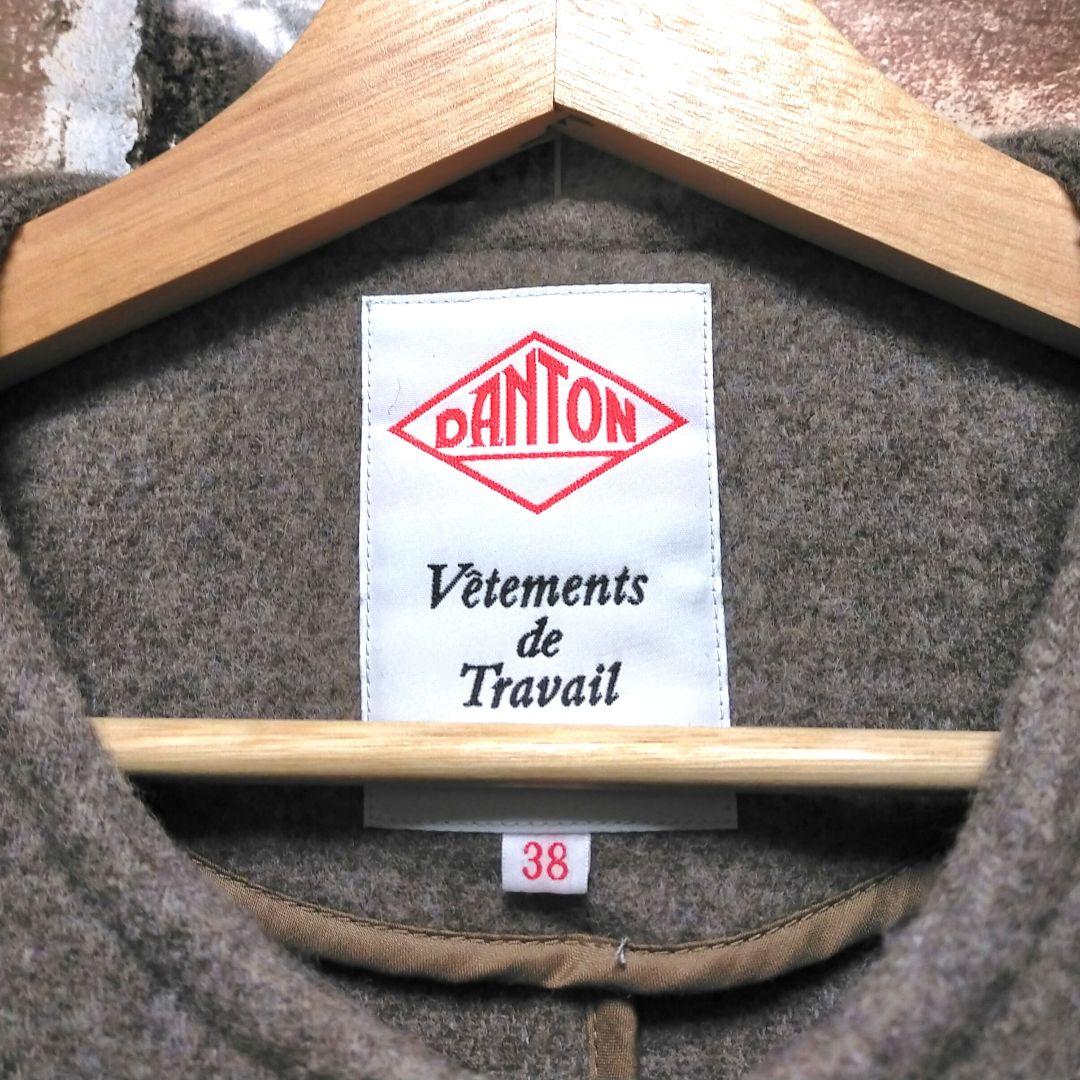 DANTON
Vêtements
de
Travail
38